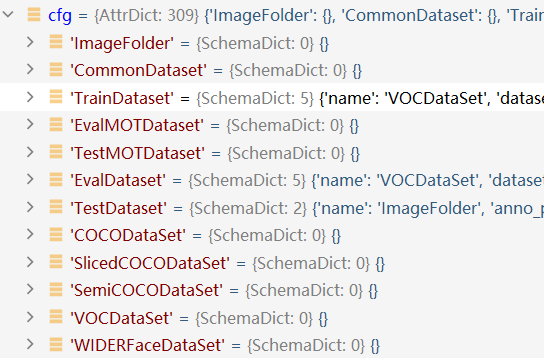 cfg = {AttrDict: 309} {'ImageFolder': {}, 'CommonDataset': {}, 'Train
'ImageFolder' = {SchemaDict: 0} {}
'CommonDataset' = {SchemaDict: 0} {}
'TrainDataset' = {SchemaDict: 5} {'name': 'VOCDataSet', 'datase
'EvalMOTDataset' = {SchemaDict: 0} {}
'TestMOTDataset' = {SchemaDict: 0} {}
'EvalDataset' = {SchemaDict: 5} {'name': 'VOCDataSet', 'dataset
'TestDataset' = {SchemaDict: 2} {'name': 'ImageFolder', 'anno_p
'COCODataSet' = {SchemaDict: 0} {}
'SlicedCOCODataSet' = {SchemaDict: 0} {}
'SemiCOCODataSet' = {SchemaDict: 0} {}
'VOCDataSet' = {SchemaDict: 0} {}
'WIDERFaceDataSet' = {SchemaDict: 0} {}